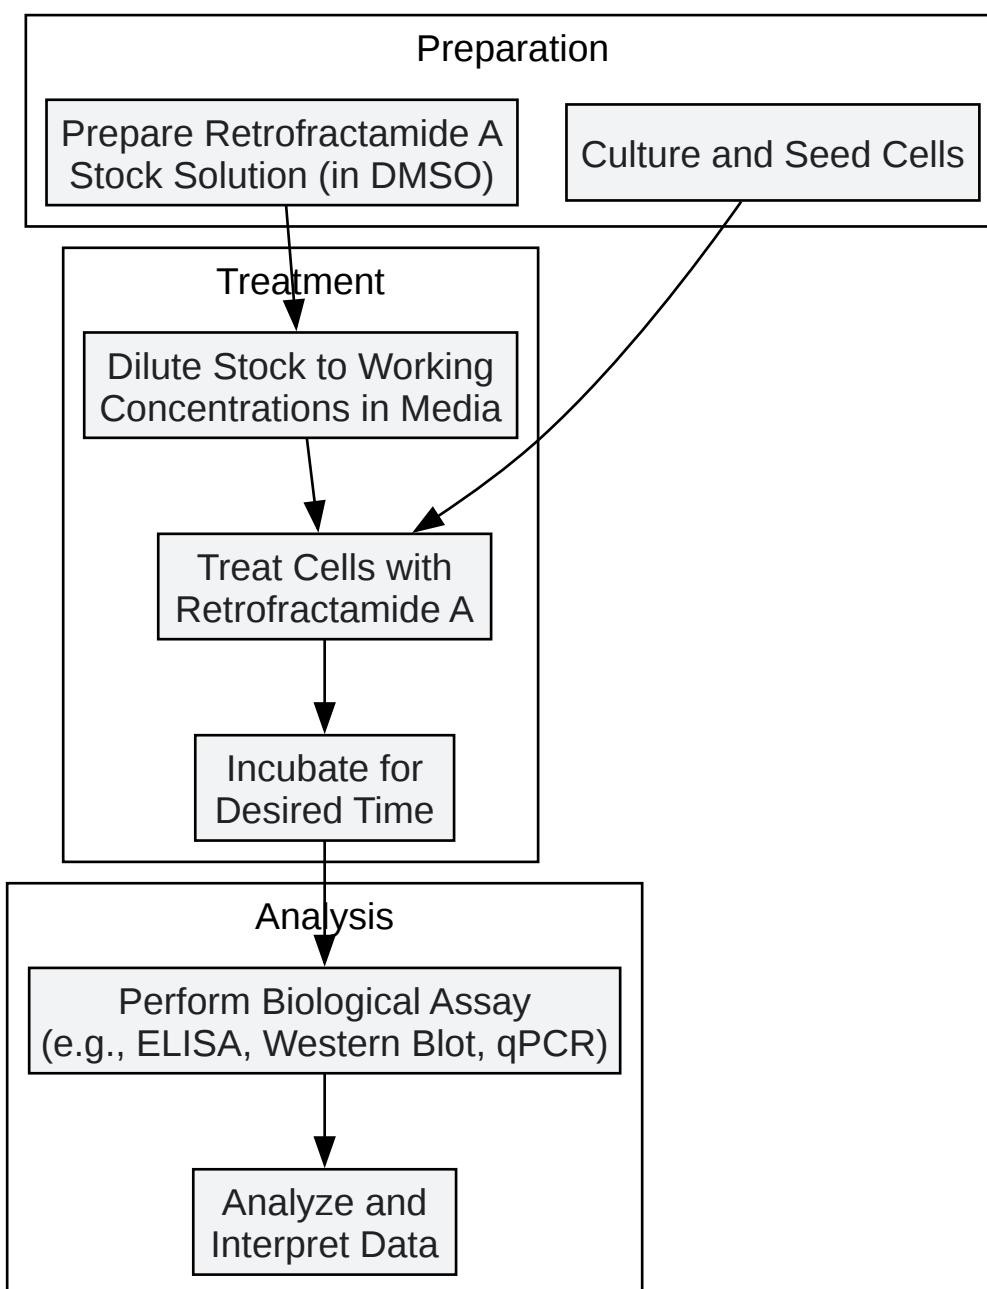 Preparation
Prepare Retrofractamide A
Stock Solution (in DMSO)
Culture and Seed Cells
Treatment
Dilute Stock to Working
Concentrations in Media
Treat Cells with
Retrofractamide A
Incubate for
Desired Time
Analysis
Perform Biological Assay
(e.g., ELISA, Western Blot, qPCR)
Analyze and
Interpret Data